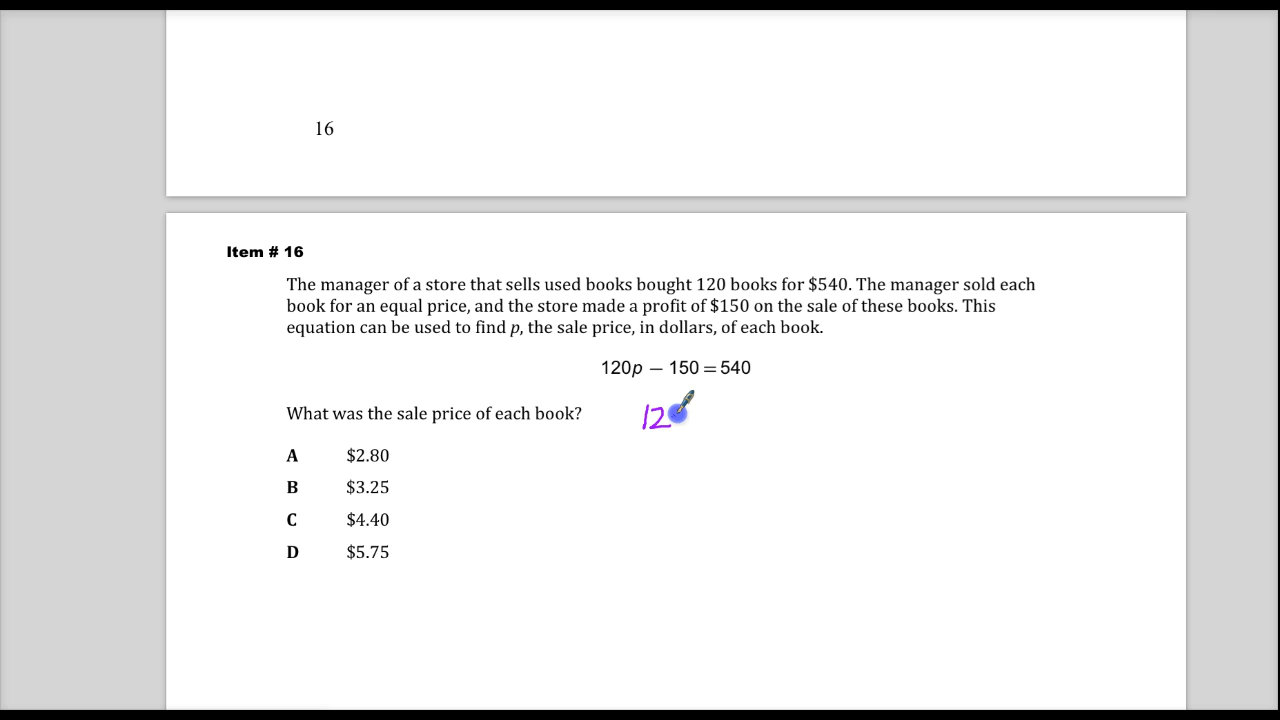 16
Item # 16
The manager of a store that sells used books bought 120 books for $540. The manager sold each
book for an equal price, and the store made a profit of $150 on the sale of these books. This
equation can be used to find p, the sale price, in dollars, of each book.
120p – 150 = 540
What was the sale price of each book?
12
A $2.80
B $3.25
C $4.40
D $5.75